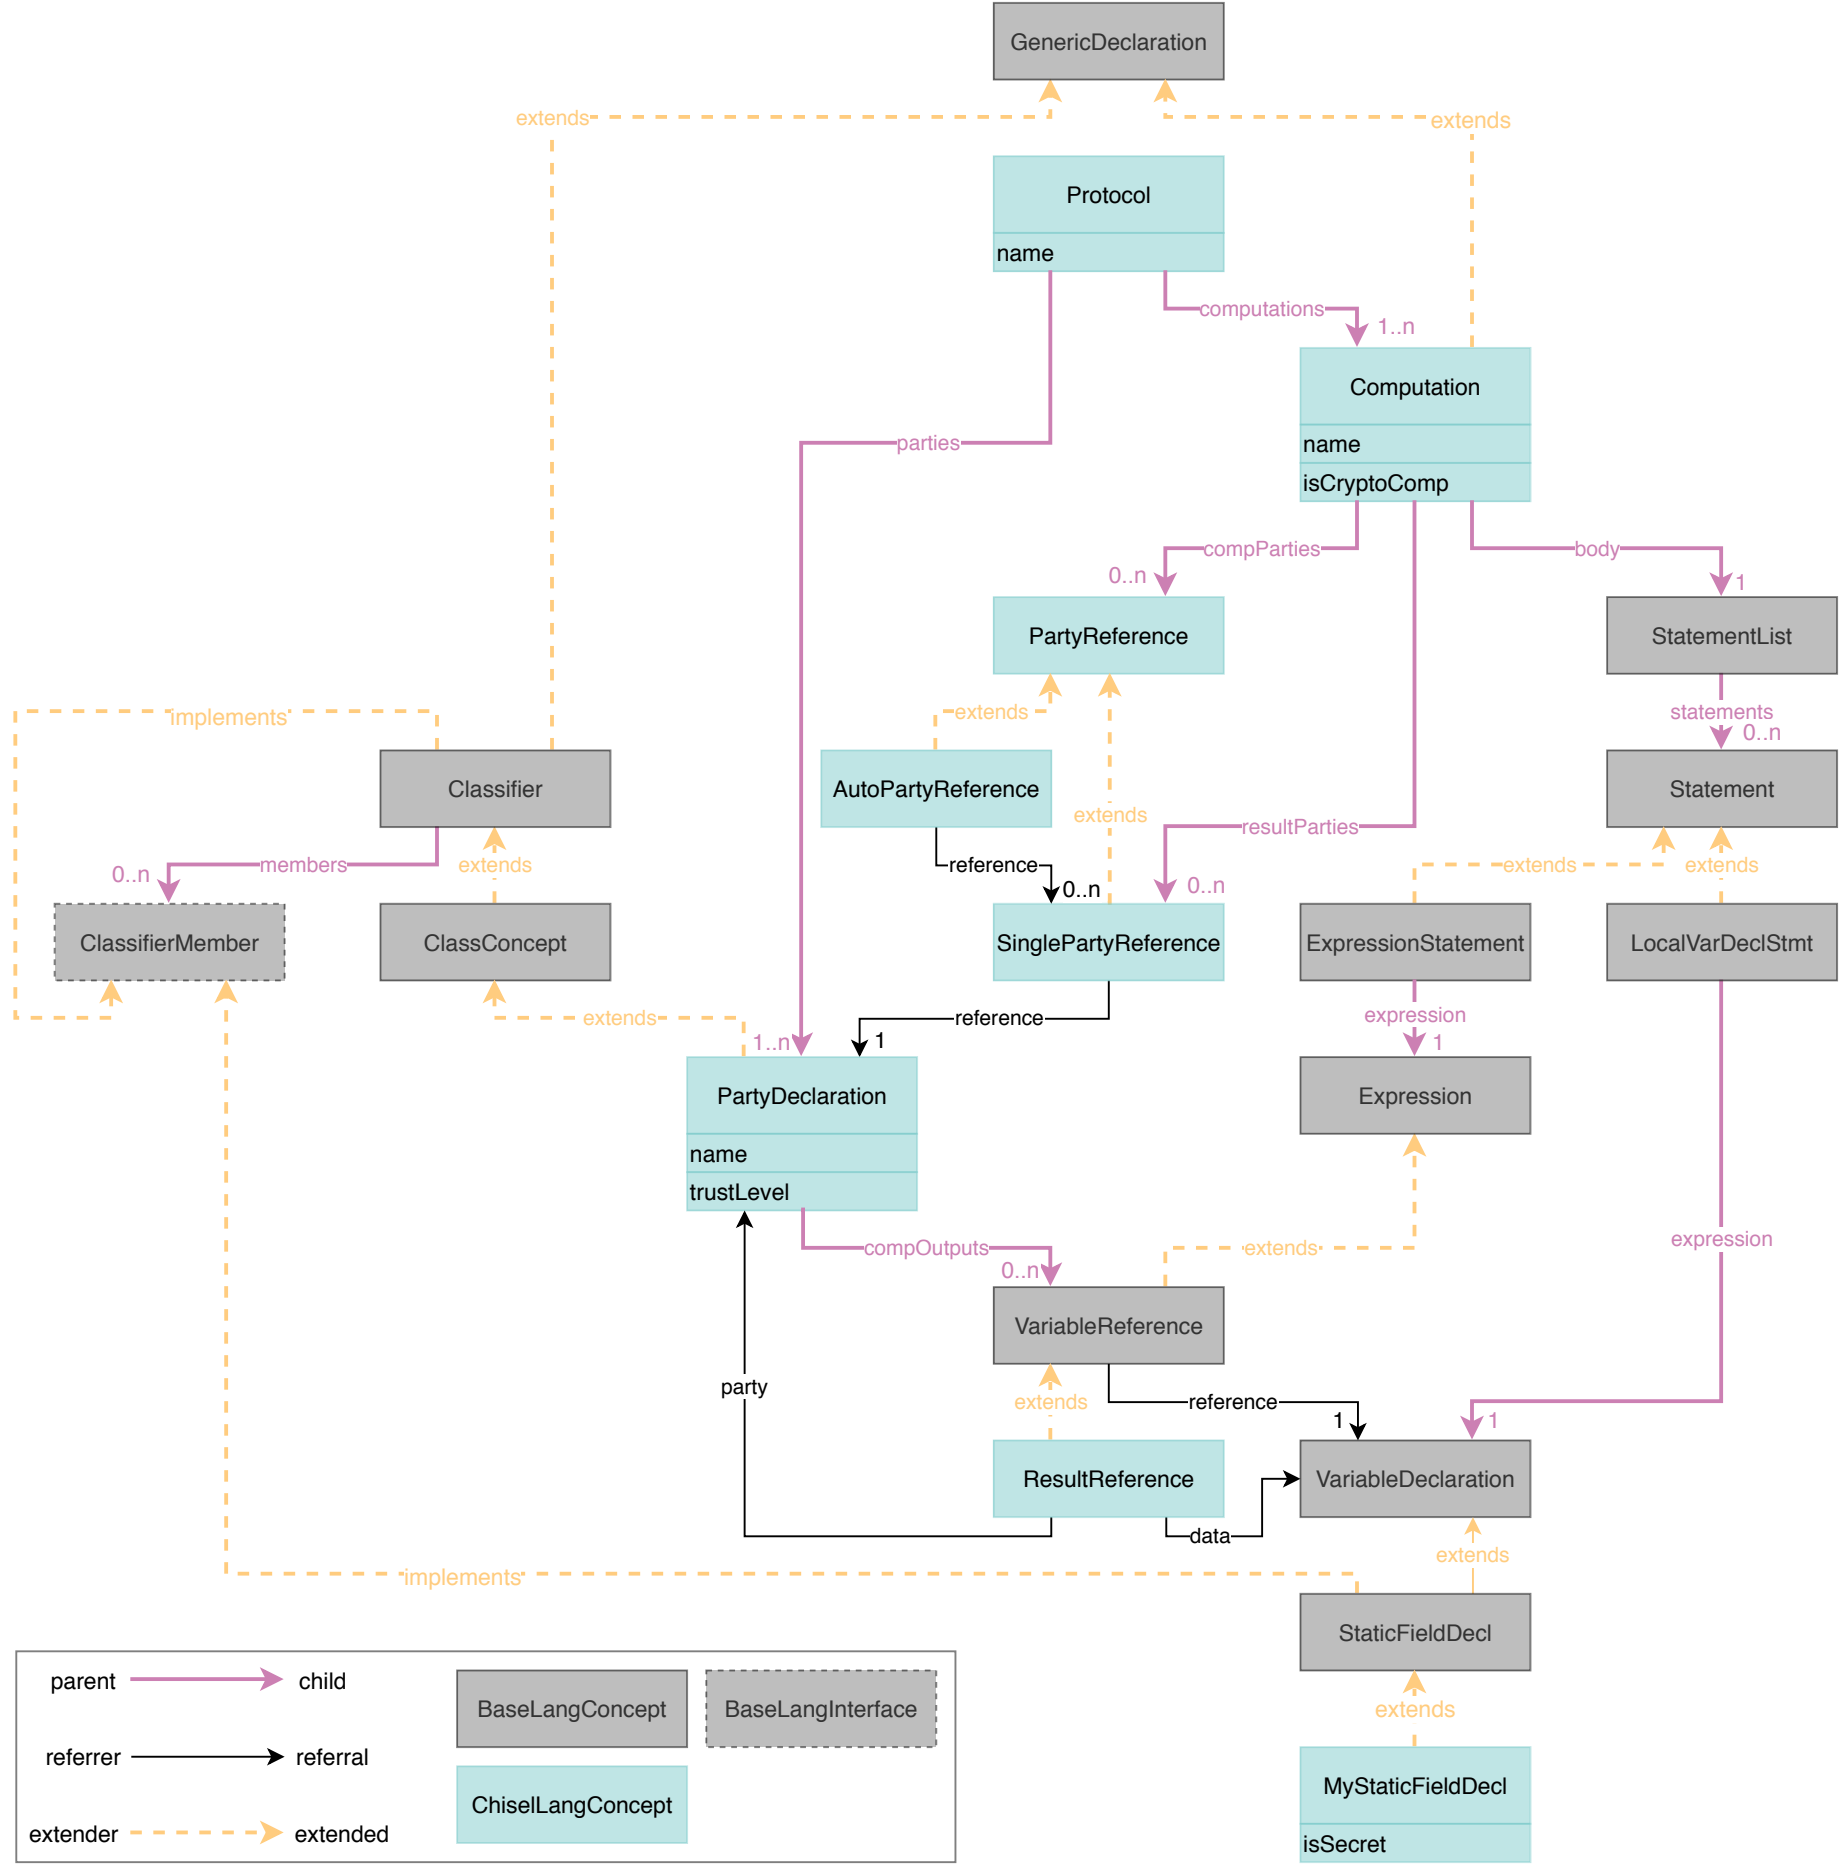 GenericDeclaration
extends
extends
Protocol
name
computations
1..n
Computation
name
isCryptoComp
parties
compParties
0..n
body
1
PartyReference
StatementList
extends
statements
0..n
implements
Classifier
AutoPartyReference
Statement
extends
resultParties
members
0..n
extends
reference
0..n
0..n
extends
extends
ClassifierMember
ClassConcept
SinglePartyReference
ExpressionStatement
LocalVarDeclStmt
extends
reference
expression
1..n
1
1
PartyDeclaration
name
trustLevel
Expression
compOutputs
0..n
extends
expression
VariableReference
party
extends
reference
1
1
ResultReference
VariableDeclaration
data
extends
implements
StaticFieldDecl
extends
MyStaticFieldDecl
isSecret
parent
child
BaseLangConcept
BaseLangInterface
referrer
referral
ChiselLangConcept
extender
extended